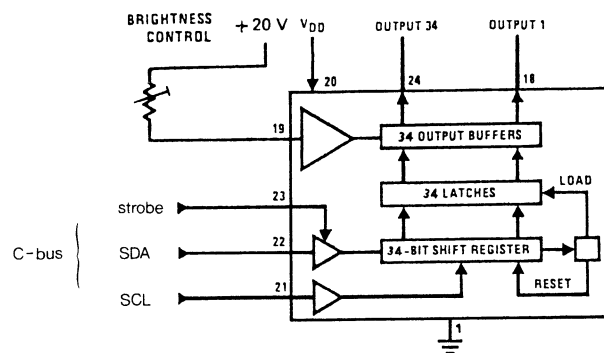 BRIGHTNESS
CONTROL
+20 V
VDD
OUTPUT 34
OUTPUT 1
20
24
18
19
34 OUTPUT BUFFERS
34 LATCHES
LOAD
strobe
23
C-bus
SDA
22
34-BIT SHIFT REGISTER
SCL
21
RESET
1